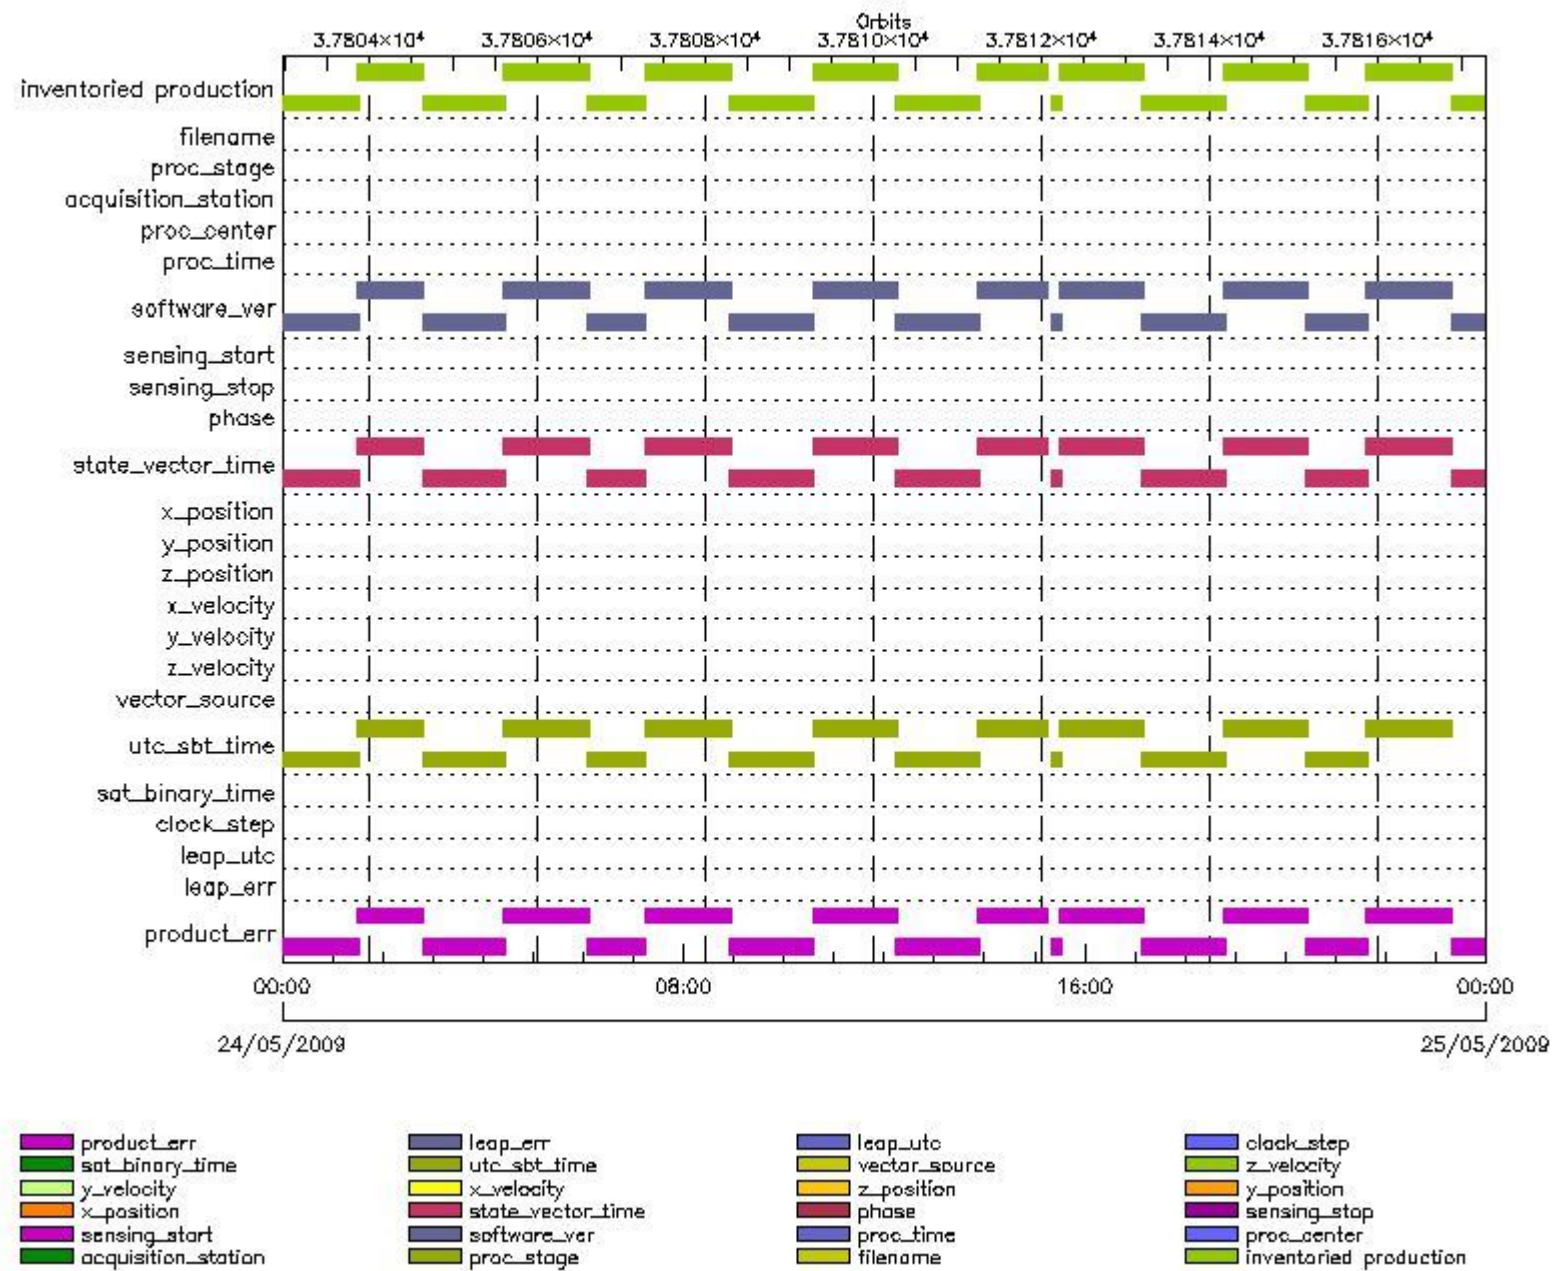 Orbits
3.7804×10⁴ 3.7806×10⁴ 3.7808×10⁴ 3.7810×10⁴ 3.7812×10⁴ 3.7814×10⁴ 3.7816×10⁴
inventoried production
filename
proc_stage
acquisition_station
proc_center
proc_time
software_ver
sensing_start
sensing_stop
phase
state_vector_time
x_position
y_position
z_position
x_velocity
y_velocity
z_velocity
vector_source
utc_sbt_time
sat_binary_time
clock_step
leap_utc
leap_err
product_err
00:00 08:00 16:00 00:00
24/05/2009 25/05/2009
product_err leap_err leap_utc clock_step
sat_binary_time utc_sbt_time vector_source z_velocity
y_velocity x_velocity z_position y_position
x_position state_vector_time phase sensing_stop
sensing_start software_ver proc_time proc_center
acquisition_station proc_stage filename inventoried production